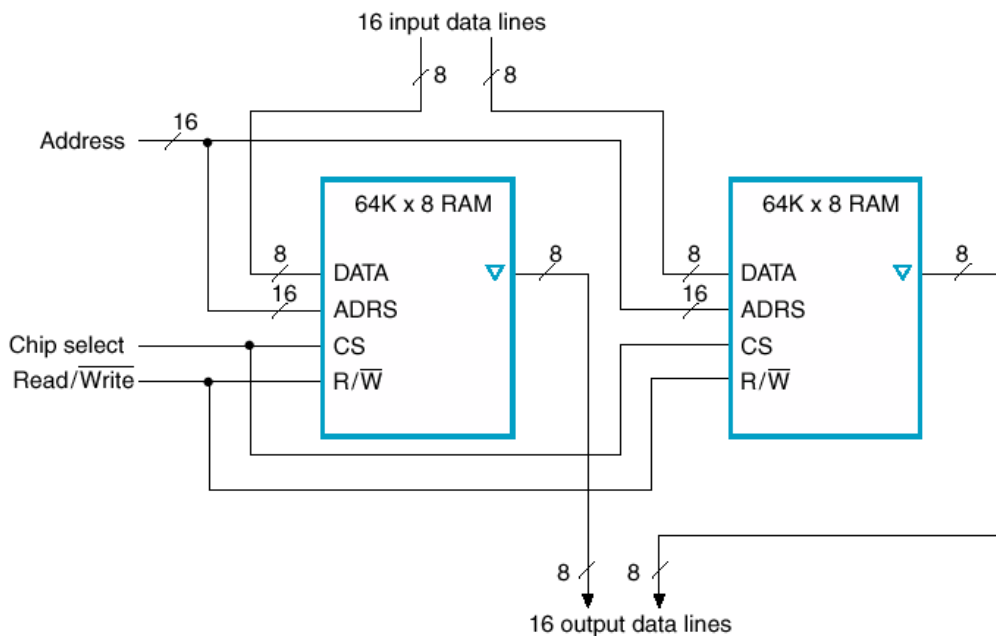 16 input data lines
8
8
Address
16
64K x 8 RAM
64K x 8 RAM
8
DATA
8
8
DATA
8
16
ADRS
16
ADRS
Chip select
CS
CS
Read/W̅r̅i̅t̅e̅
R/W̅
R/W̅
8
8
16 output data lines